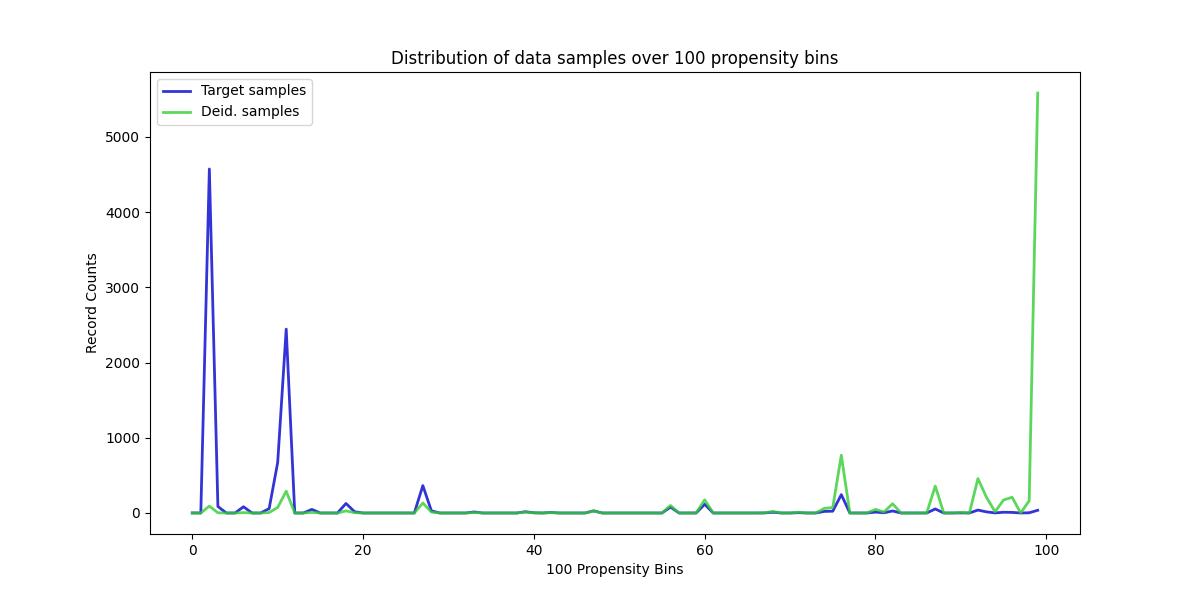 Distribution of data samples over 100 propensity bins
Target samples
Deid. samples
5000
4000
3000
2000
1000
0
Record Counts
0 20 40 60 80 100
100 Propensity Bins